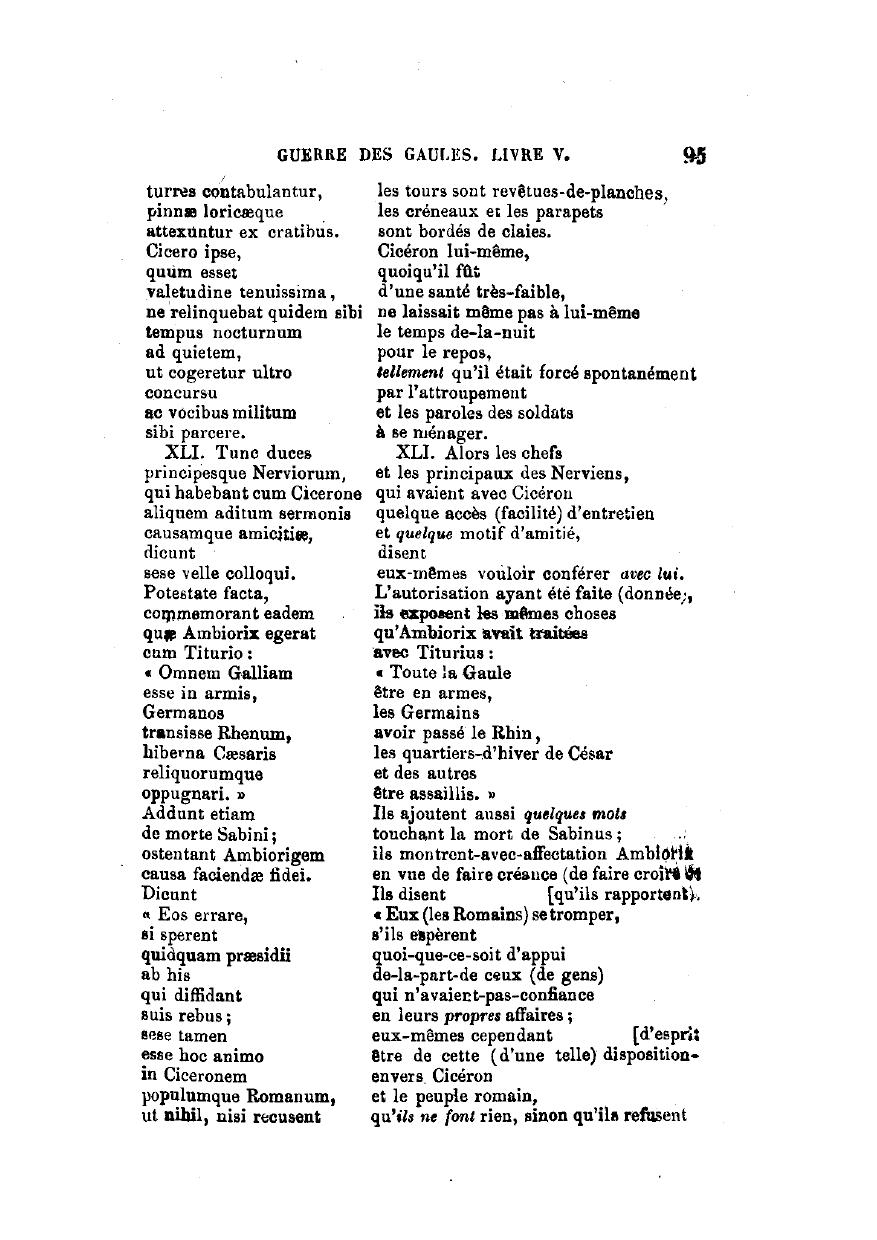 GUERRE DES GAULES. LIVRE V. 95
turres contabulantur, les tours sont revêtues-de-planches,
pinnæ loricæque les créneaux et les parapets
attexuntur ex cratibus. sont bordés de claies.
Cicero ipse, Cicéron lui-même,
quum esset quoiqu'il fût
valetudine tenuissima, d'une santé très-faible,
ne relinquebat quidem sibi ne laissait même pas à lui-même
tempus nocturnum le temps de-la-nuit
ad quietem, pour le repos,
ut cogeretur ultro tellement qu'il était forcé spontanément
concursu par l'attroupement
ac vocibus militum et les paroles des soldats
sibi parcere. à se ménager.
XLI. Tunc duces XLI. Alors les chefs
principesque Nerviorum, et les principaux des Nerviens,
qui habebant cum Cicerone qui avaient avec Cicéron
aliquem aditum sermonis quelque accès (facilité) d'entretien
causamque amicitiæ, et quelque motif d'amitié,
dicunt disent
sese velle colloqui. eux-mêmes vouloir conférer avec lui.
Potestate facta, L'autorisation ayant été faite (donnée),
commemorant eadem ils exposent les mêmes choses
quæ Ambiorix egerat qu'Ambiorix avait traitées
cum Titurio : avec Titurius :
« Omnem Galliam « Toute la Gaule
esse in armis, être en armes,
Germanos les Germains
transisse Rhenum, avoir passé le Rhin,
hiberna Cæsaris les quartiers-d'hiver de César
reliquorumque et des autres
oppugnari. » être assaillis. »
Addunt etiam Ils ajoutent aussi quelques mots
de morte Sabini ; touchant la mort de Sabinus ;
ostentant Ambiorigem ils montrent-avec-affectation Ambiorix
causa faciendæ fidei. en vue de faire créance (de faire croire ce
Dicunt Ils disent [qu'ils rapportent).
« Eos errare, « Eux (les Romains) se tromper,
si sperent s'ils espèrent
quidquam præsidii quoi-que-ce-soit d'appui
ab his de-la-part-de ceux (de gens)
qui diffidant qui n'avaient-pas-confiance
suis rebus ; en leurs propres affaires ;
sese tamen eux-mêmes cependant [d'esprit
esse hoc animo être de cette (d'une telle) disposition-
in Ciceronem envers Cicéron
populumque Romanum, et le peuple romain,
ut nihil, nisi recusent qu'ils ne font rien, sinon qu'ils refusent